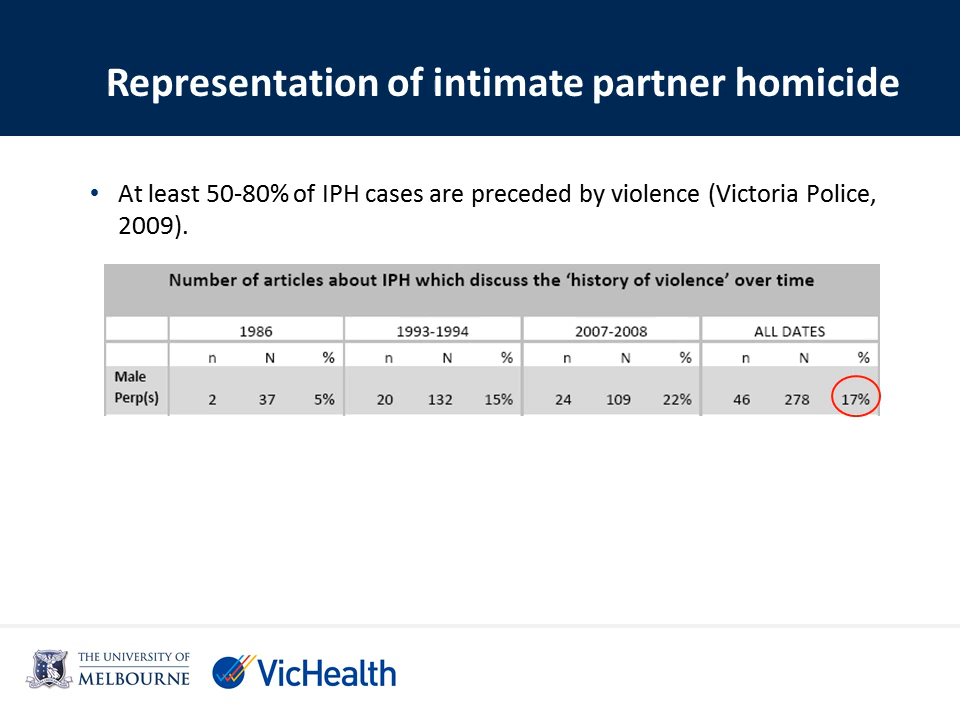 Representation of intimate partner homicide
• At least 50-80% of IPH cases are preceded by violence (Victoria Police,
2009).
Number of articles about IPH which discuss the ‘history of violence’ over time
1986 1993-1994 2007-2008 ALL DATES
n N % n N % n N % n N %
Male
Perp(s) 2 37 5% 20 132 15% 24 109 22% 46 278 17%
THE UNIVERSITY OF
MELBOURNE
VicHealth